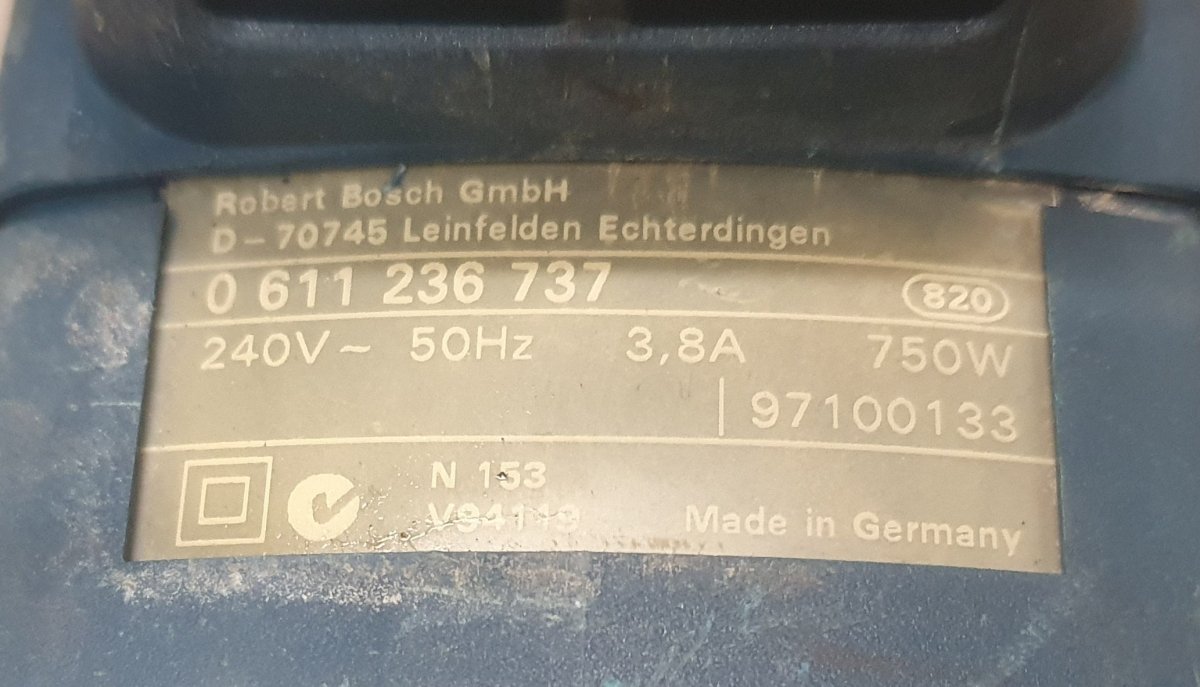 Robert Bosch GmbH
D-70745 Leinfelden Echterdingen
0 611 236 737 820
240V~ 50Hz 3,8A 750W
97100133
N 153
V94119 Made in Germany